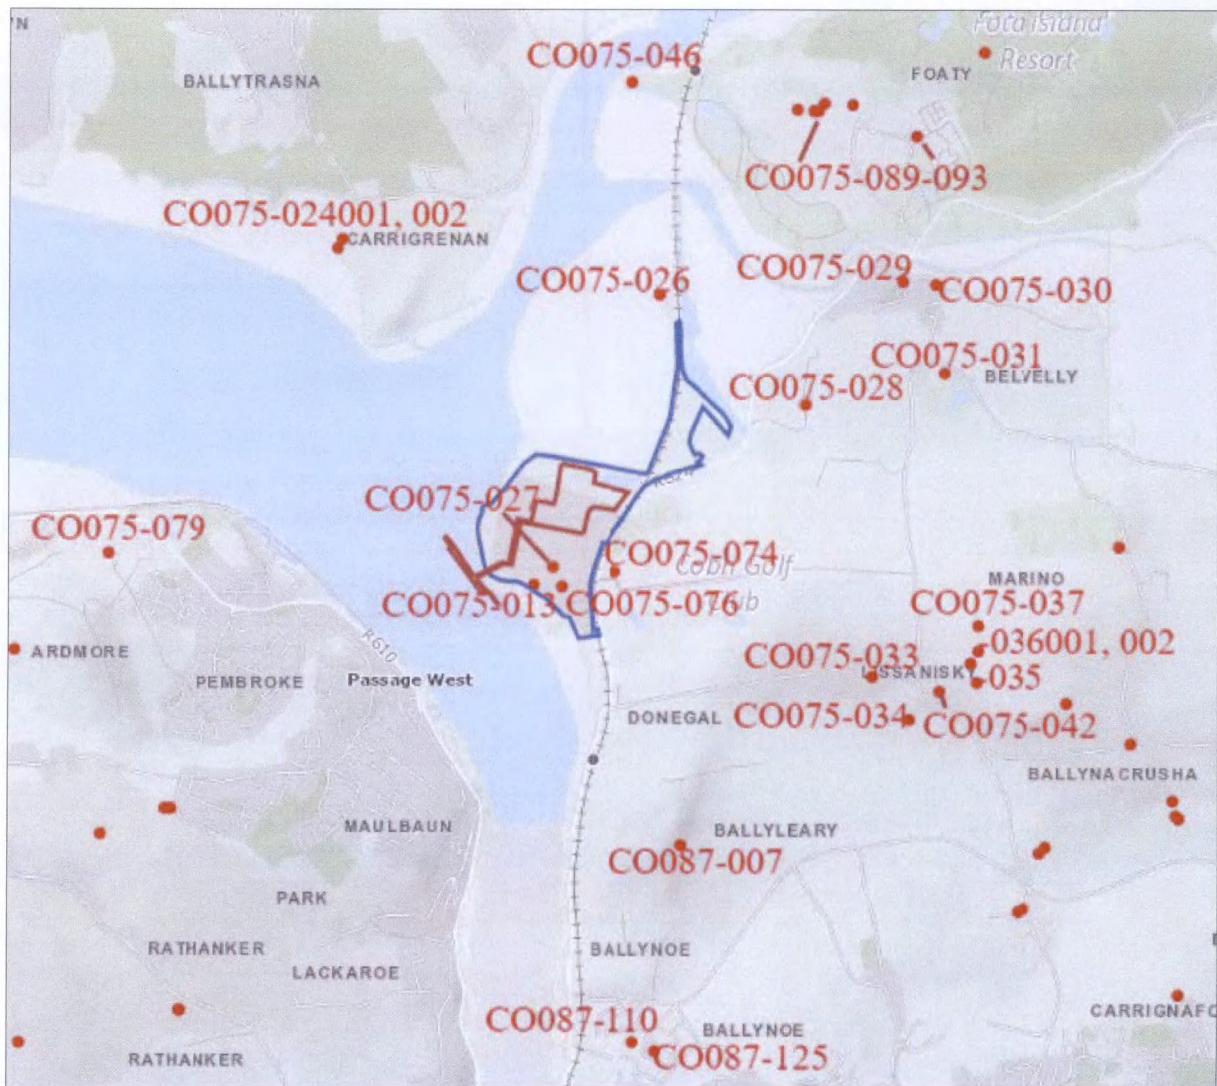 'N
Fota Island
Resort
CO075-046
BALLYTRASNA
FOATY
CO075-089-093
CO075-024001, 002
CARRIGRENAN
CO075-026
CO075-029
CO075-030
CO075-031
BELVELLY
CO075-028
CO075-027
CO075-079
CO075-074
Cobh Golf
Club
MARINO
CO075-013
CO075-076
CO075-037
-036001, 002
R610
ARDMORE
CO075-033
LISSANISKY
-035
PEMBROKE
Passage West
DONEGAL
CO075-034
CO075-042
BALLYNACRUSHA
MAULBAUN
BALLYLEARY
CO087-007
PARK
RATHANKER
BALLYNOE
LACKAROE
CARRIGNAFO
CO087-110
BALLYNOE
CO087-125
RATHANKER